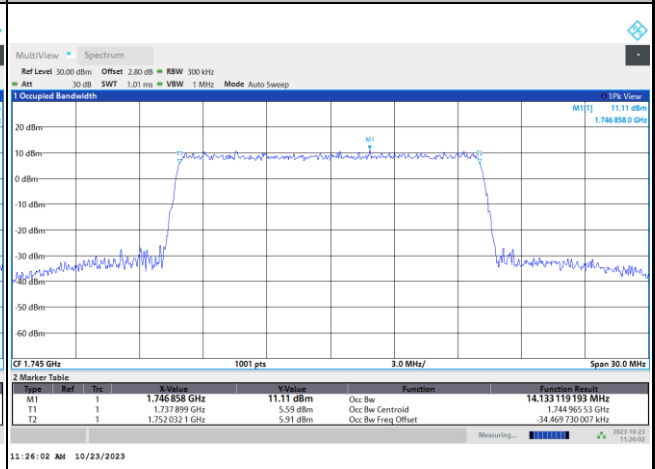 MultiView Spectrum
Ref Level 30.00 dBm Offset 2.80 dB RBW 300 kHz
Att 30 dB SWT 1.01 ms VBW 1 MHz Mode Auto Sweep
1 Occupied Bandwidth 1Pk View
M1[1] 11.11 dBm
1.746 858 0 GHz
20 dBm
M1
10 dBm
T1 T2
0 dBm
-10 dBm
-20 dBm
-30 dBm
-40 dBm
-50 dBm
-60 dBm
CF 1.745 GHz 1001 pts 3.0 MHz/ Span 30.0 MHz
2 Marker Table
Type Ref Trc X-Value Y-Value Function Function Result
M1 1 1.746 858 GHz 11.11 dBm Occ Bw 14.133 119 193 MHz
T1 1 1.737 899 GHz 5.59 dBm Occ Bw Centroid 1.744 965 53 GHz
T2 1 1.752 032 1 GHz 5.91 dBm Occ Bw Freq Offset -34.469 730 007 kHz
Measuring... 2023-10-23
11:26:02
11:26:02 AM 10/23/2023